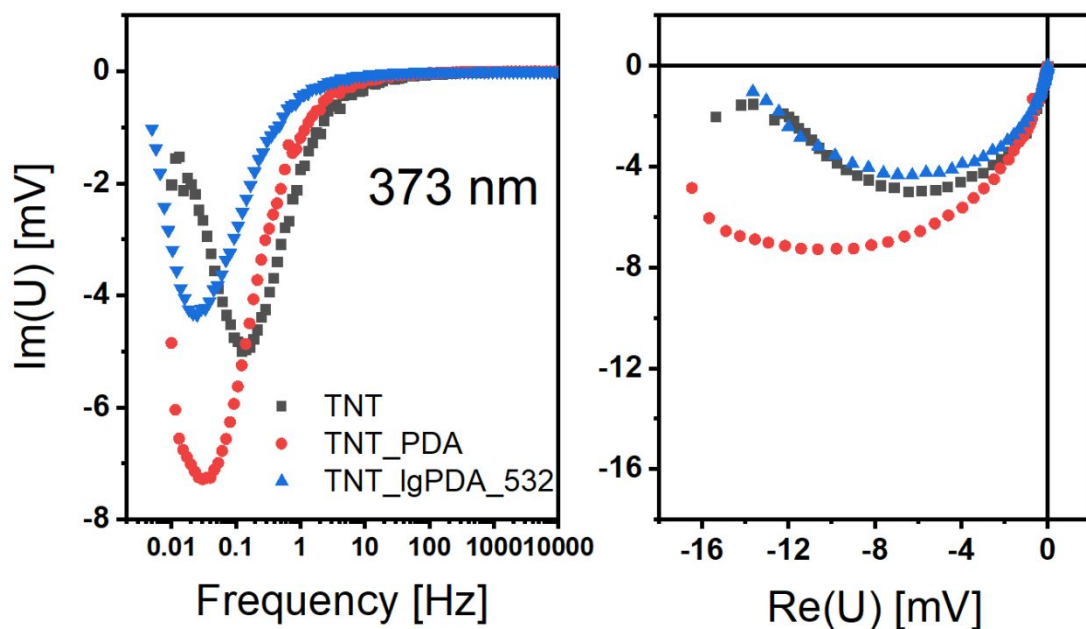 Im(U) [mV]
0
-2
-4
-6
-8
373 nm
TNT
TNT_PDA
TNT_lgPDA_532
0.01 0.1 1 10 100 1000 10000
Frequency [Hz]
0
-4
-8
-12
-16
-16 -12 -8 -4 0
Re(U) [mV]